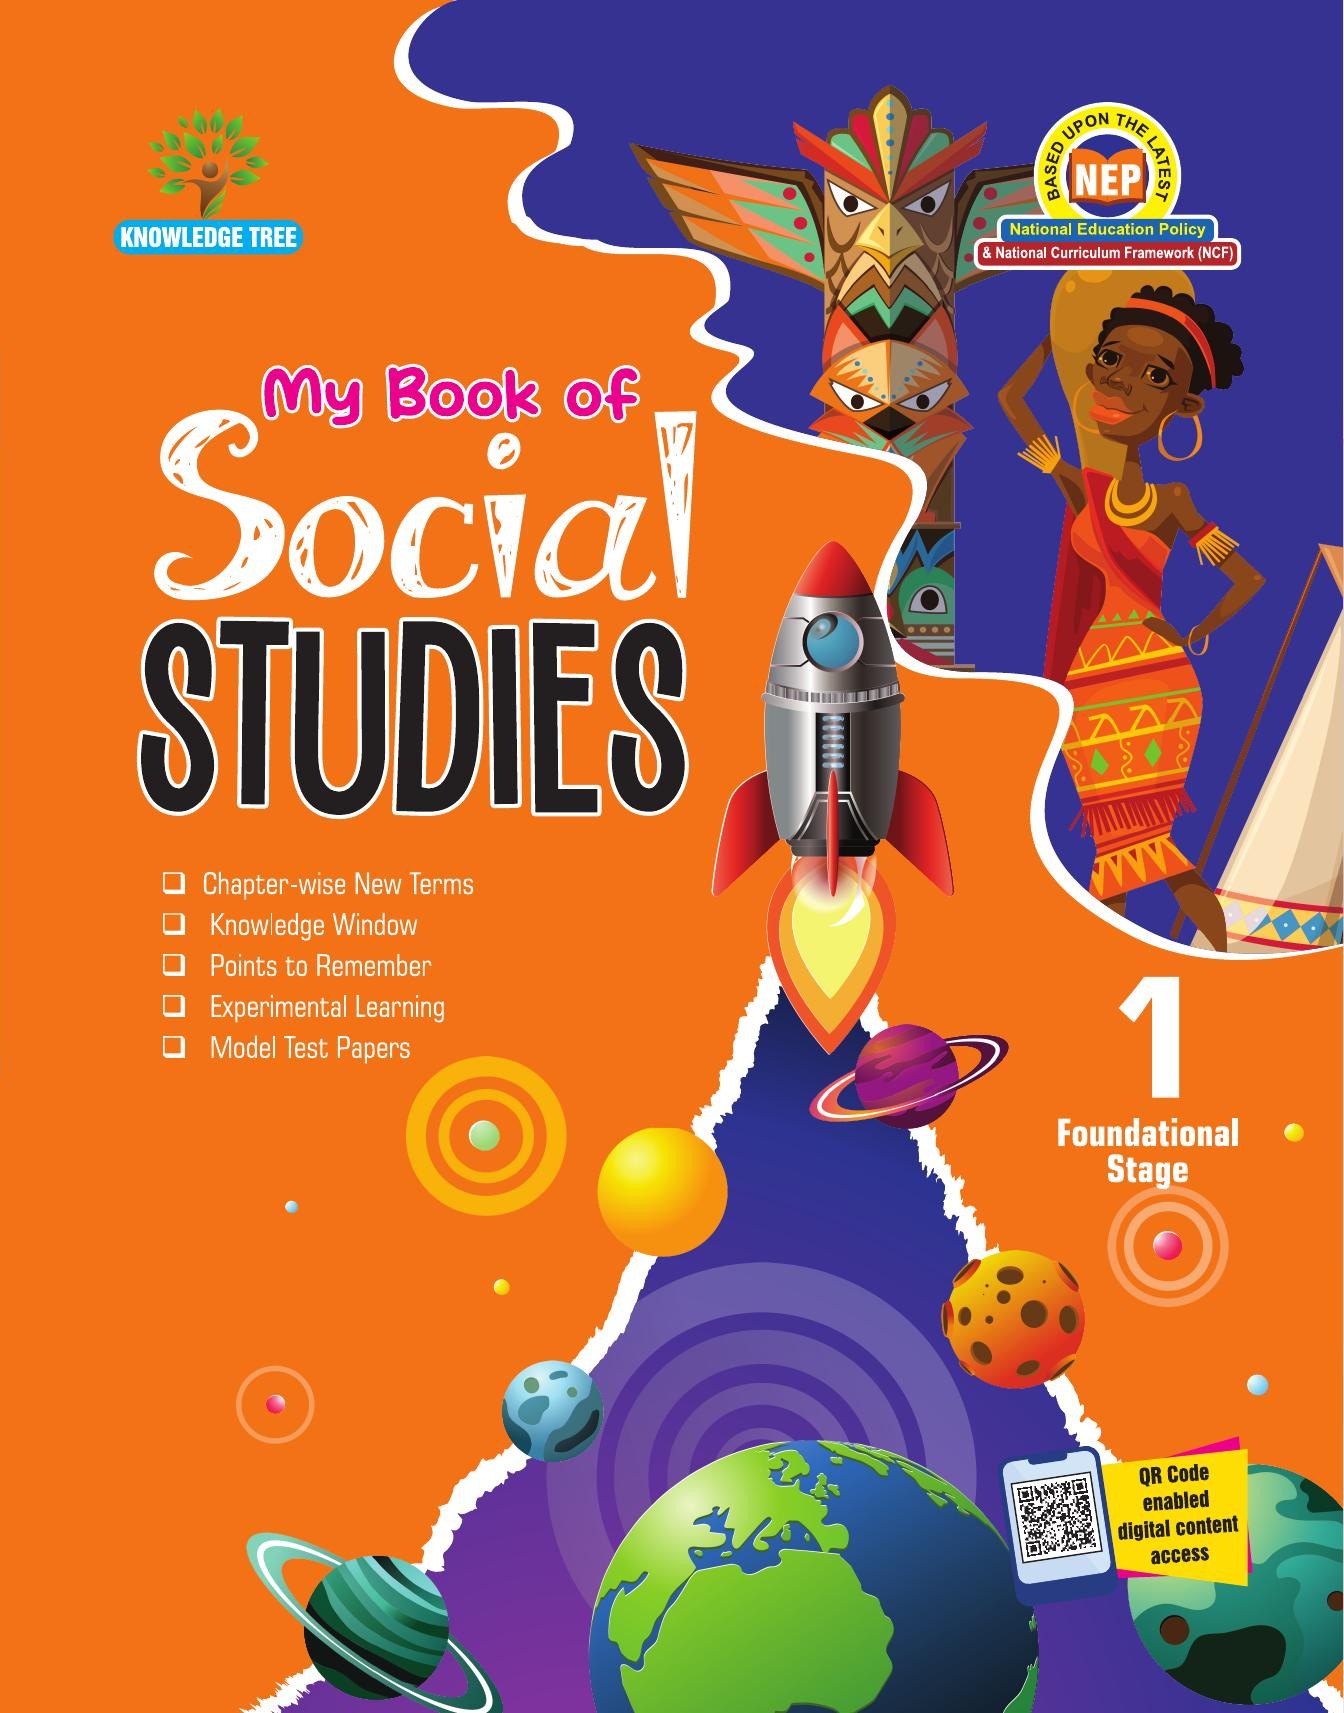 BASED UPON THE LATEST
NEP
National Education Policy
& National Curriculum Framework (NCF)
KNOWLEDGE TREE
My Book of
Social
STUDIES
❑ Chapter-wise New Terms
❑ Knowledge Window
❑ Points to Remember
❑ Experimental Learning
❑ Model Test Papers
1
Foundational
Stage
QR Code
enabled
digital content
access